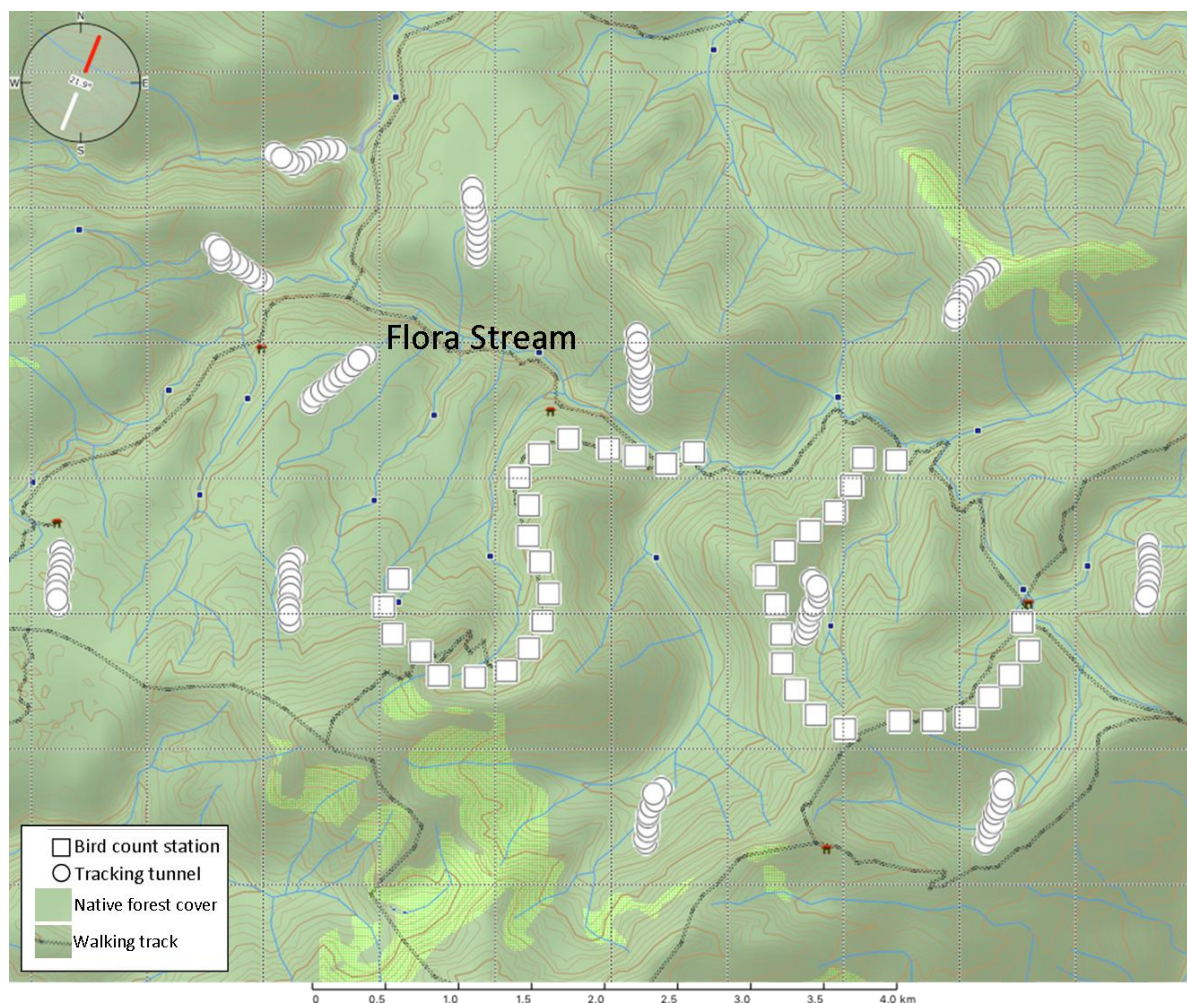 N
W
21.9°
E
S
Flora Stream
Bird count station
Tracking tunnel
Native forest cover
Walking track
0 0.5 1.0 1.5 2.0 2.5 3.0 3.5 4.0 km